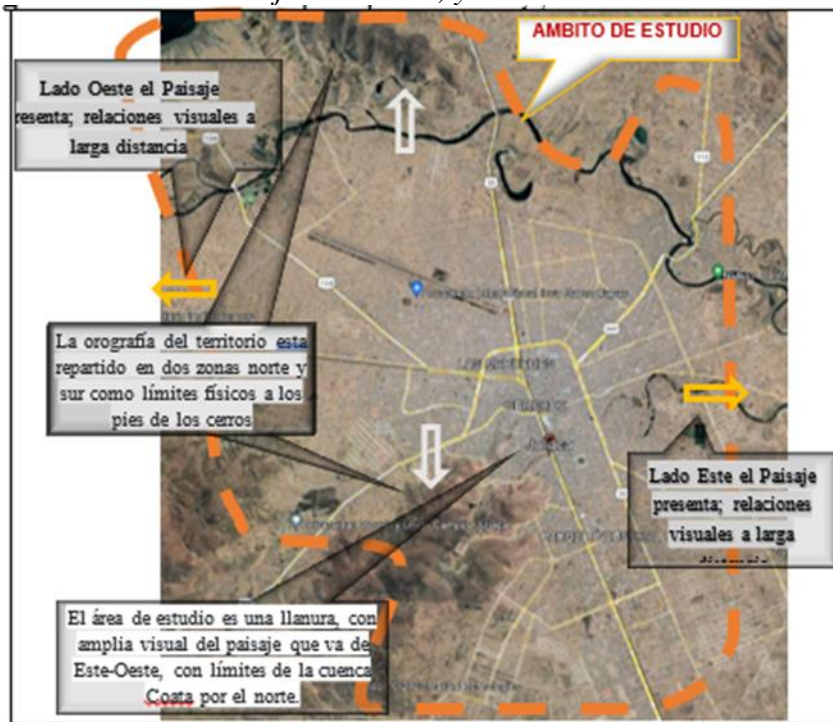 AMBITO DE ESTUDIO
Lado Oeste el Paisaje
resenta; relaciones visuales a
larga distancia
La orografía del territorio esta
repartido en dos zonas norte y
sur como límites físicos a los
pies de los cerros
Juliaca
Lado Este el Paisaje
presenta; relaciones
visuales a larga
El área de estudio es una llanura, con
amplia visual del paisaje que va de
Este-Oeste, con límites de la cuenca
Coata por el norte.